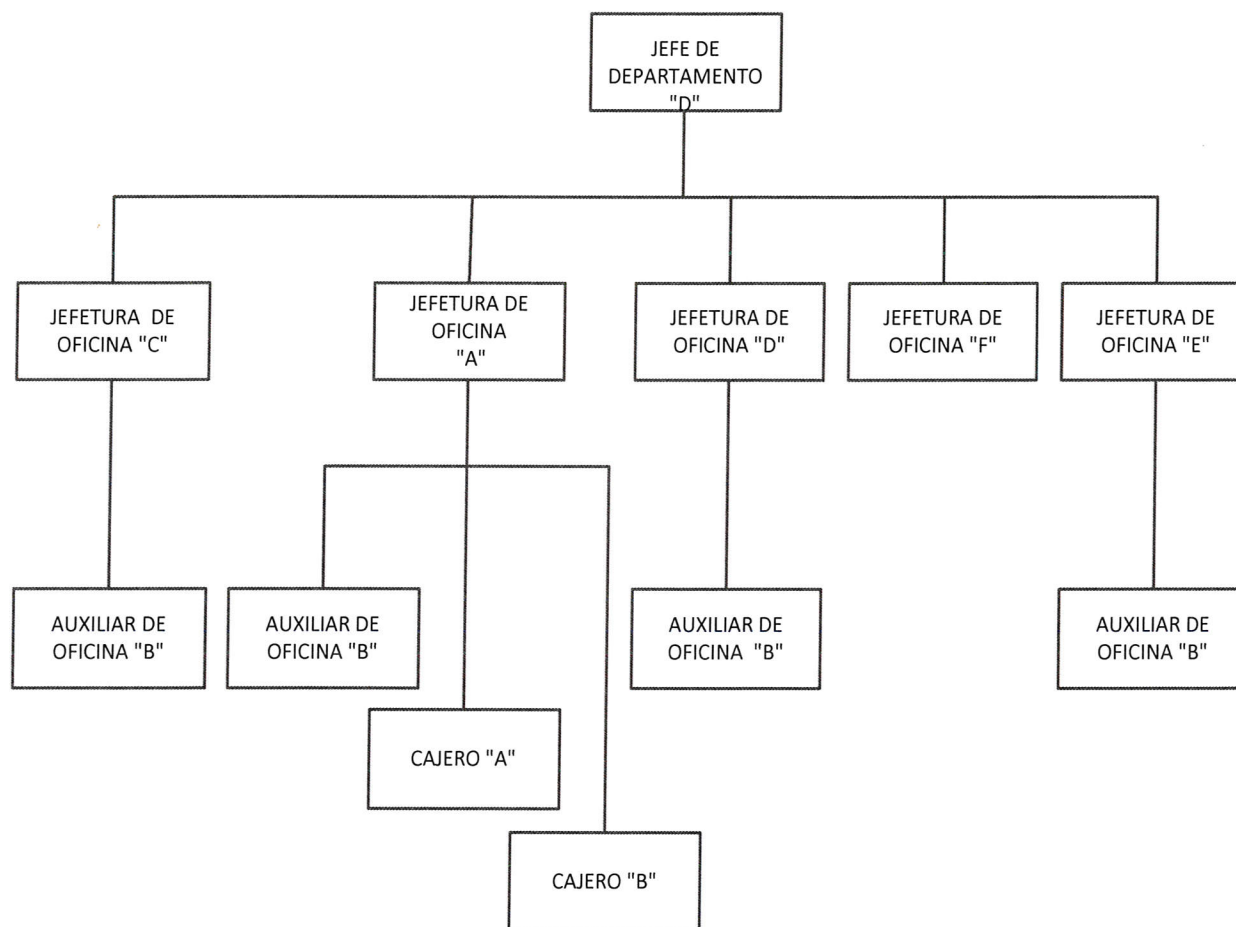 JEFE DE
DEPARTAMENTO
"D"
JEFETURA DE
OFICINA "C"
JEFETURA DE
OFICINA
"A"
JEFETURA DE
OFICINA "D"
JEFETURA DE
OFICINA "F"
JEFETURA DE
OFICINA "E"
AUXILIAR DE
OFICINA "B"
AUXILIAR DE
OFICINA "B"
AUXILIAR DE
OFICINA "B"
AUXILIAR DE
OFICINA "B"
CAJERO "A"
CAJERO "B"